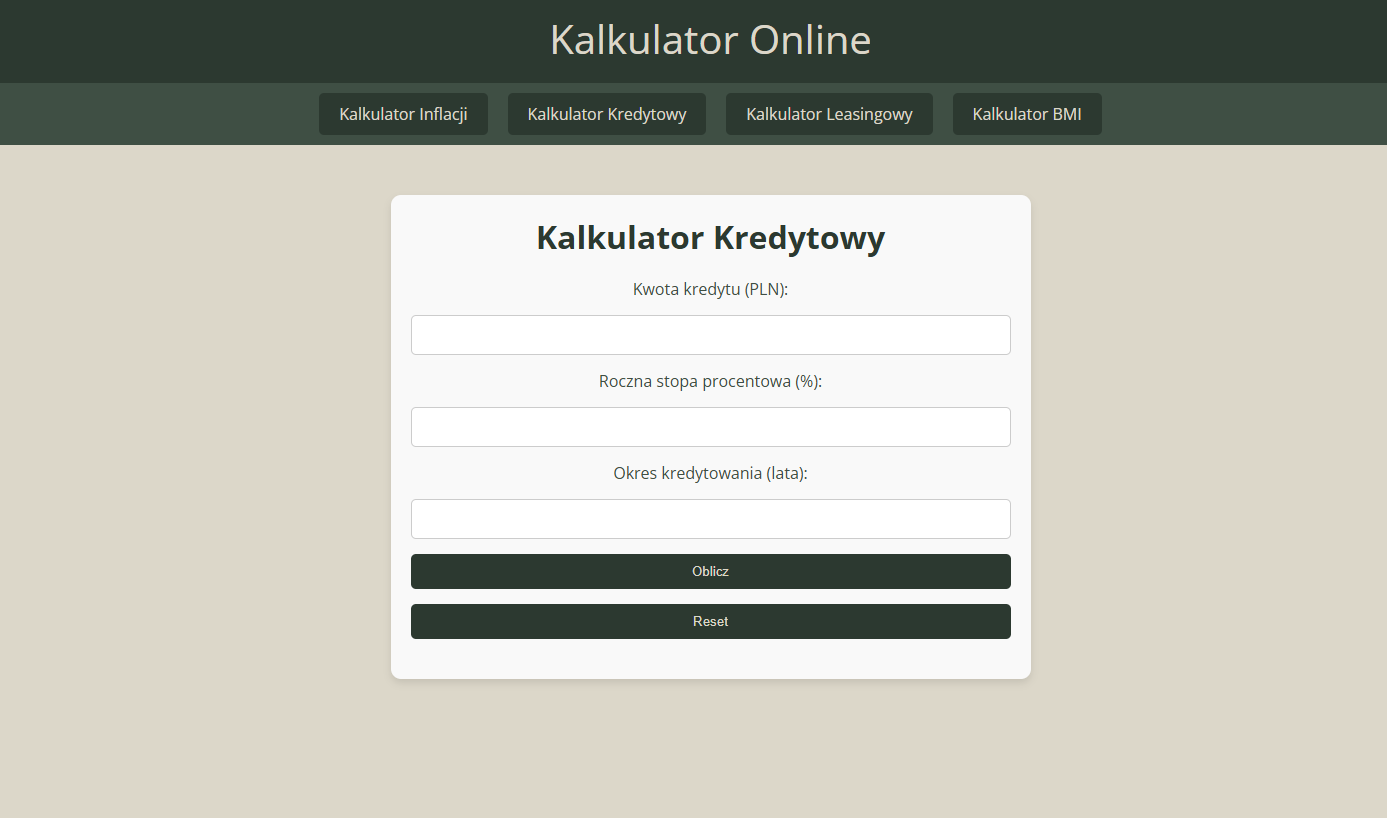 Kalkulator Online
Kalkulator Inflacji Kalkulator Kredytowy Kalkulator Leasingowy Kalkulator BMI
Kalkulator Kredytowy
Kwota kredytu (PLN):
Roczna stopa procentowa (%):
Okres kredytowania (lata):
Oblicz
Reset